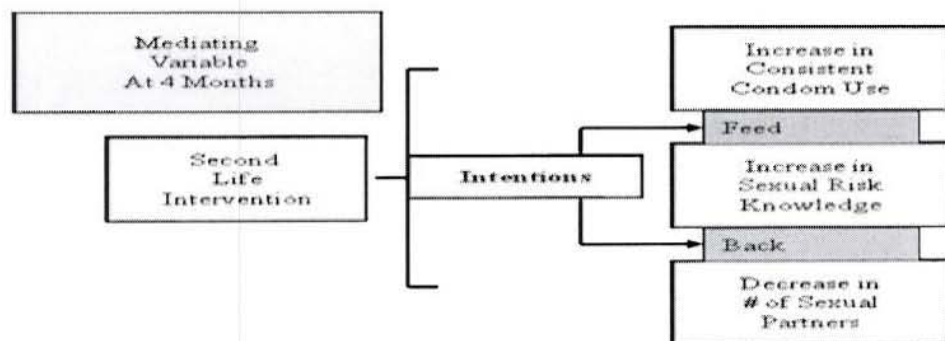 Mediating
Variable
At 4 Months
Second
Life
Intervention
Intentions
Increase in
Consistent
Condom Use
Feed
Increase in
Sexual Risk
Knowledge
Back
Decrease in
# of Sexual
Partners